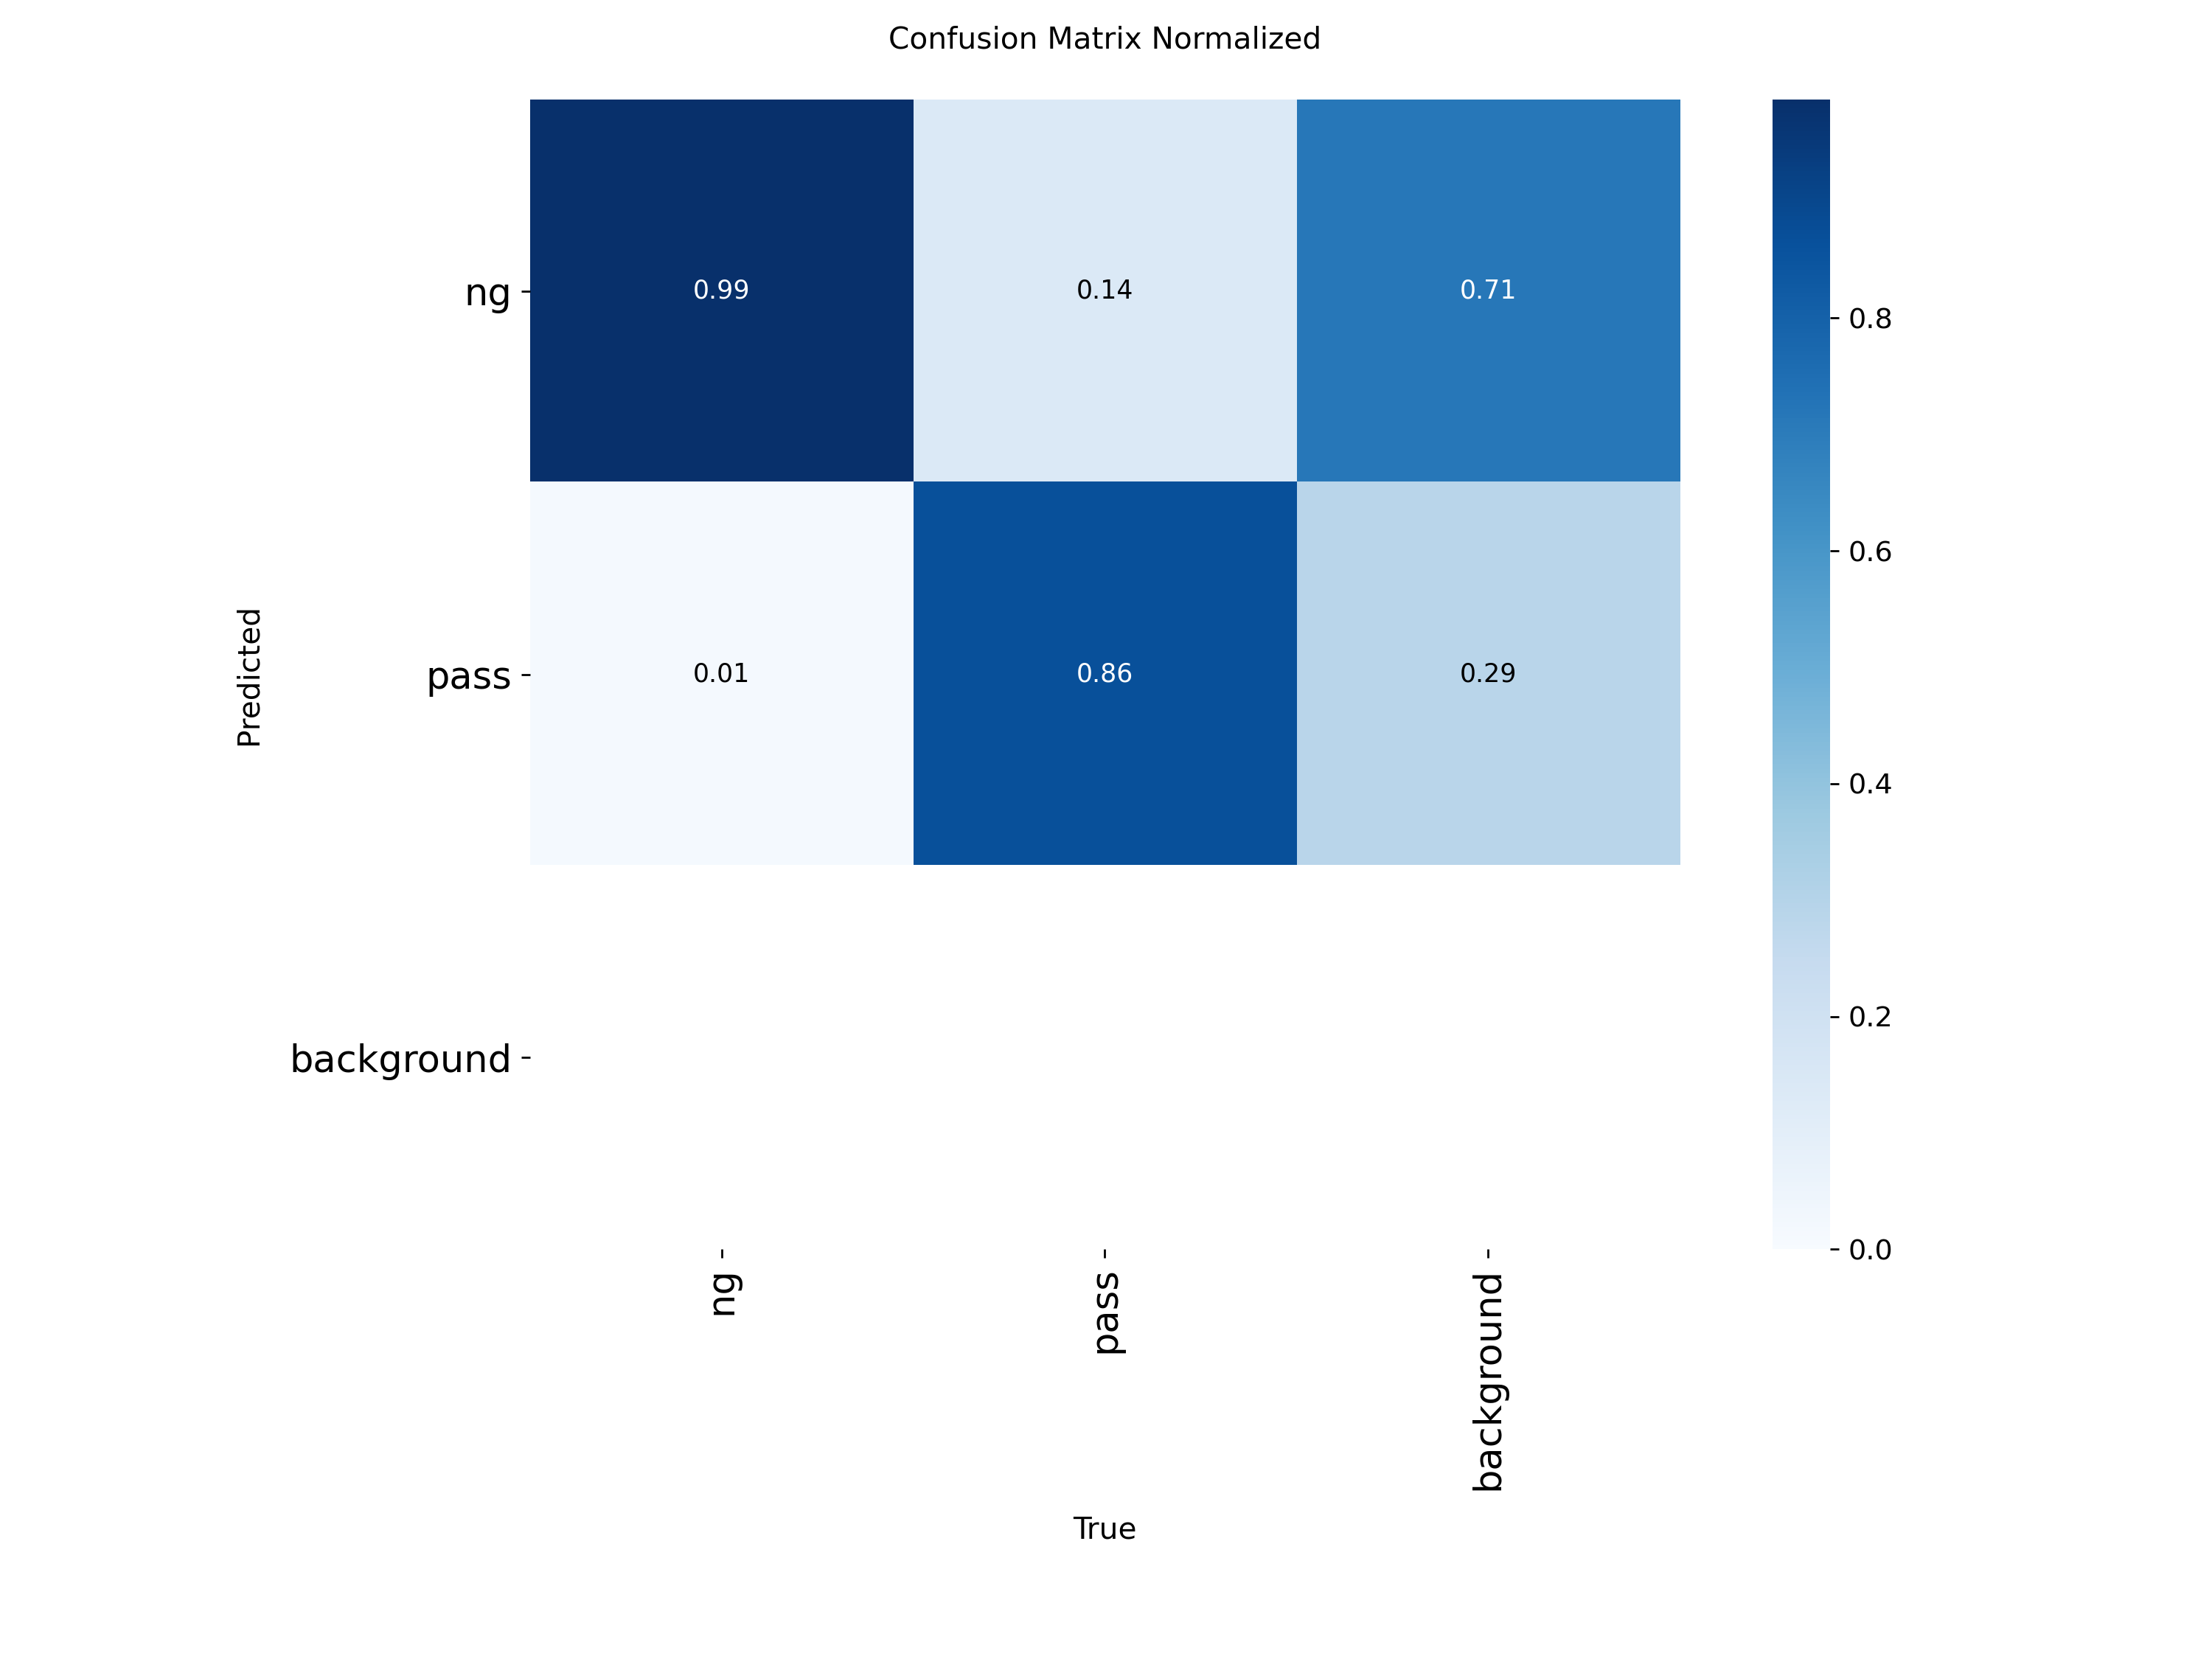 Confusion Matrix Normalized
ng
0.99
0.14
0.71
0.8
0.6
Predicted
pass
0.01
0.86
0.29
0.4
0.2
background
0.0
ng
pass
background
True